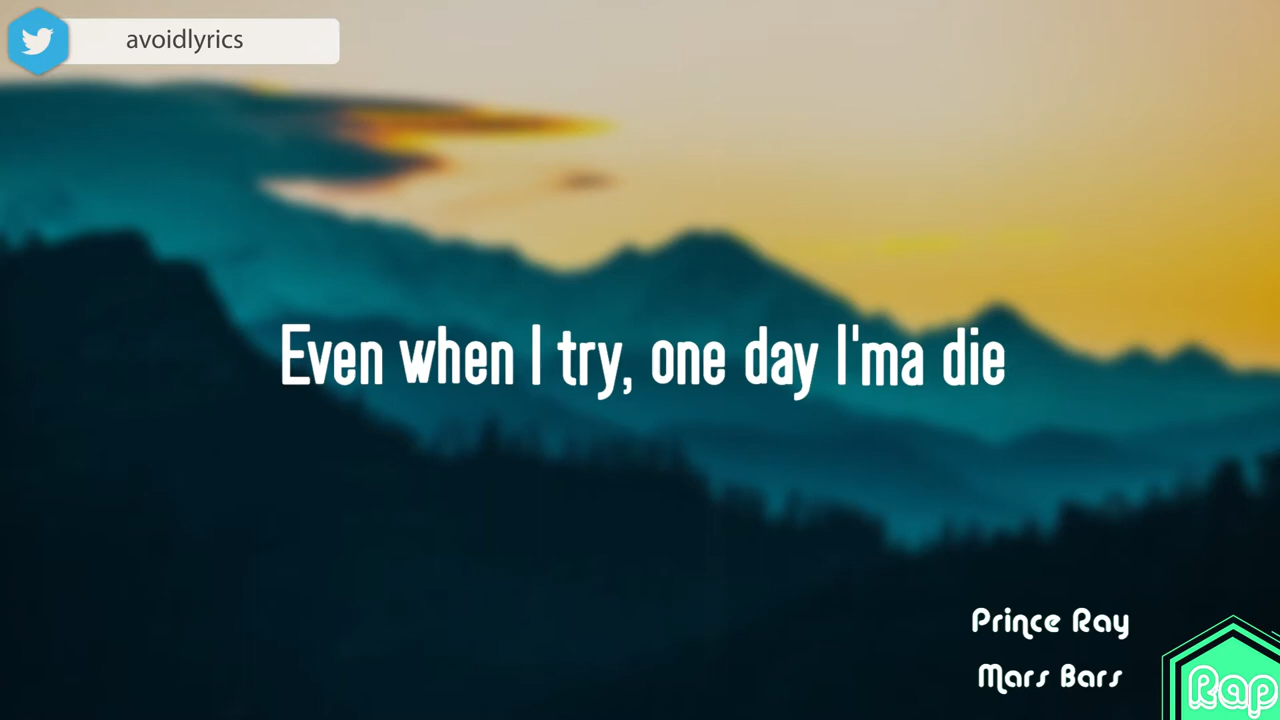 avoidlyrics
Even when I try, one day I'ma die
Prince Ray
Mars Bars
Rap